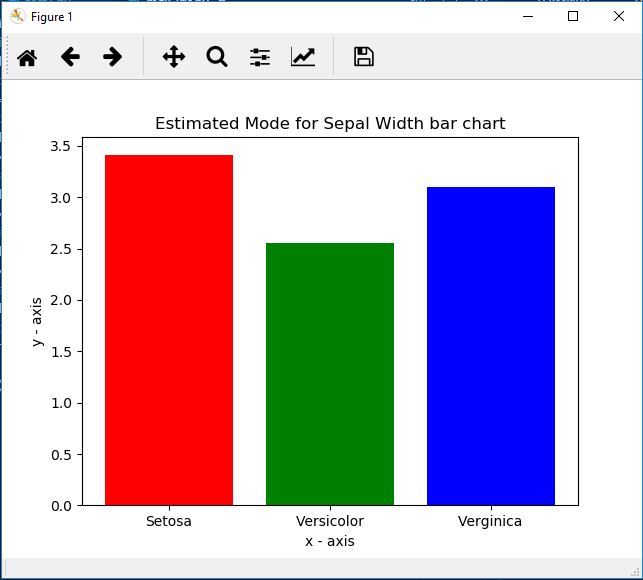 Figure 1
Estimated Mode for Sepal Width bar chart
3.5
3.0
2.5
2.0
1.5
1.0
0.5
0.0
y - axis
Setosa Versicolor Verginica
x - axis